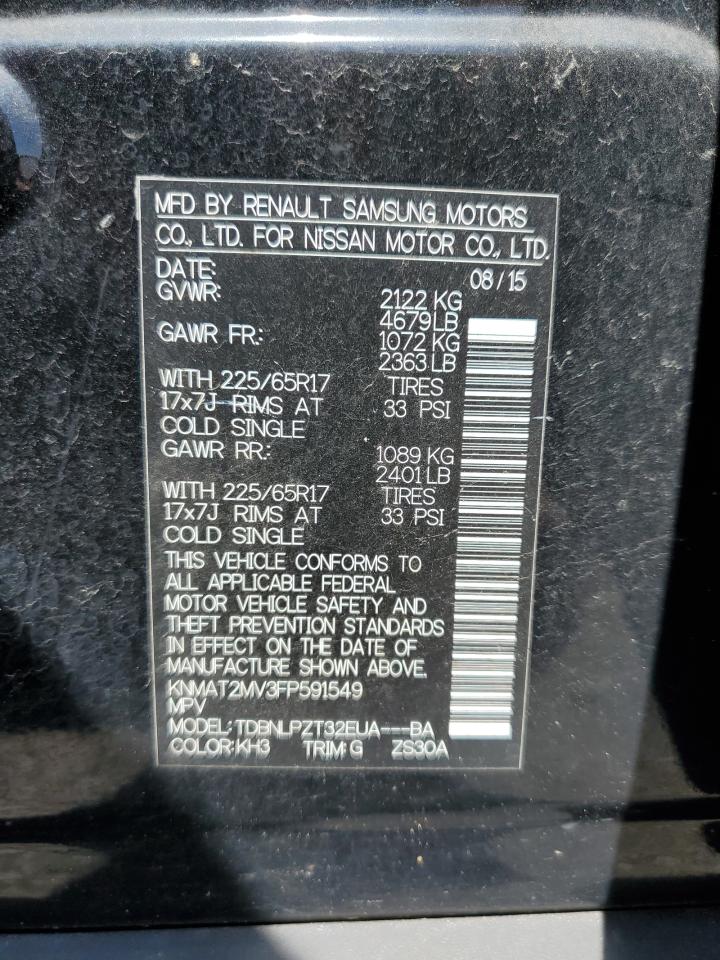 MFD BY RENAULT SAMSUNG MOTORS
CO., LTD. FOR NISSAN MOTOR CO., LTD.
DATE: 08/15
GVWR: 2122 KG
4679 LB
GAWR FR: 1072 KG
2363 LB
WITH 225/65R17 TIRES
17x7J RIMS AT 33 PSI
COLD SINGLE
GAWR RR: 1089 KG
2401 LB
WITH 225/65R17 TIRES
17x7J RIMS AT 33 PSI
COLD SINGLE
THIS VEHICLE CONFORMS TO
ALL APPLICABLE FEDERAL
MOTOR VEHICLE SAFETY AND
THEFT PREVENTION STANDARDS
IN EFFECT ON THE DATE OF
MANUFACTURE SHOWN ABOVE.
KNMAT2MV3FP591549
MPV
MODEL: TDBNLPZT32EUA---BA
COLOR: KH3 TRIM: G ZS30A